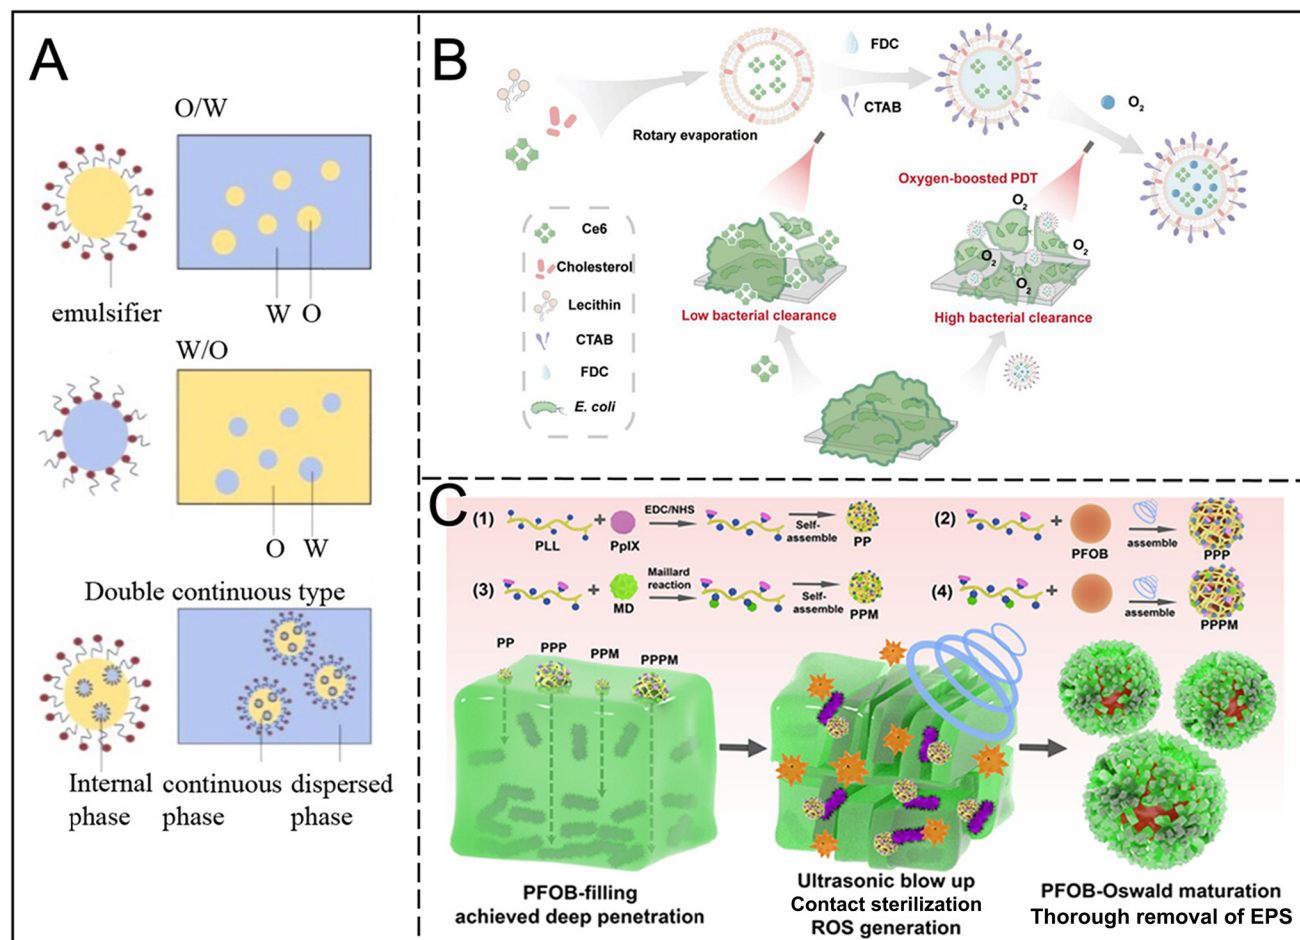 A
O/W
emulsifier
W O
W/O
O W
Double continuous type
Internal phase
continuous phase
dispersed phase
B
FDC
CTAB
Rotary evaporation
O2
Oxygen-boosted PDT
O2
O2
O2
O2
Ce6
Cholesterol
Lecithin
CTAB
FDC
E. coli
Low bacterial clearance
High bacterial clearance
C
(1)
PLL
+
PpIX
EDC/NHS
Self-
assemble
PP
(2)
+
PFOB
assemble
PPP
(3)
+
MD
Maillard
reaction
Self-
assemble
PPM
(4)
+
assemble
PPPM
PP
PPP
PPM
PPPM
PFOB-filling
achieved deep penetration
Ultrasonic blow up
Contact sterilization
ROS generation
PFOB-Oswald maturation
Thorough removal of EPS